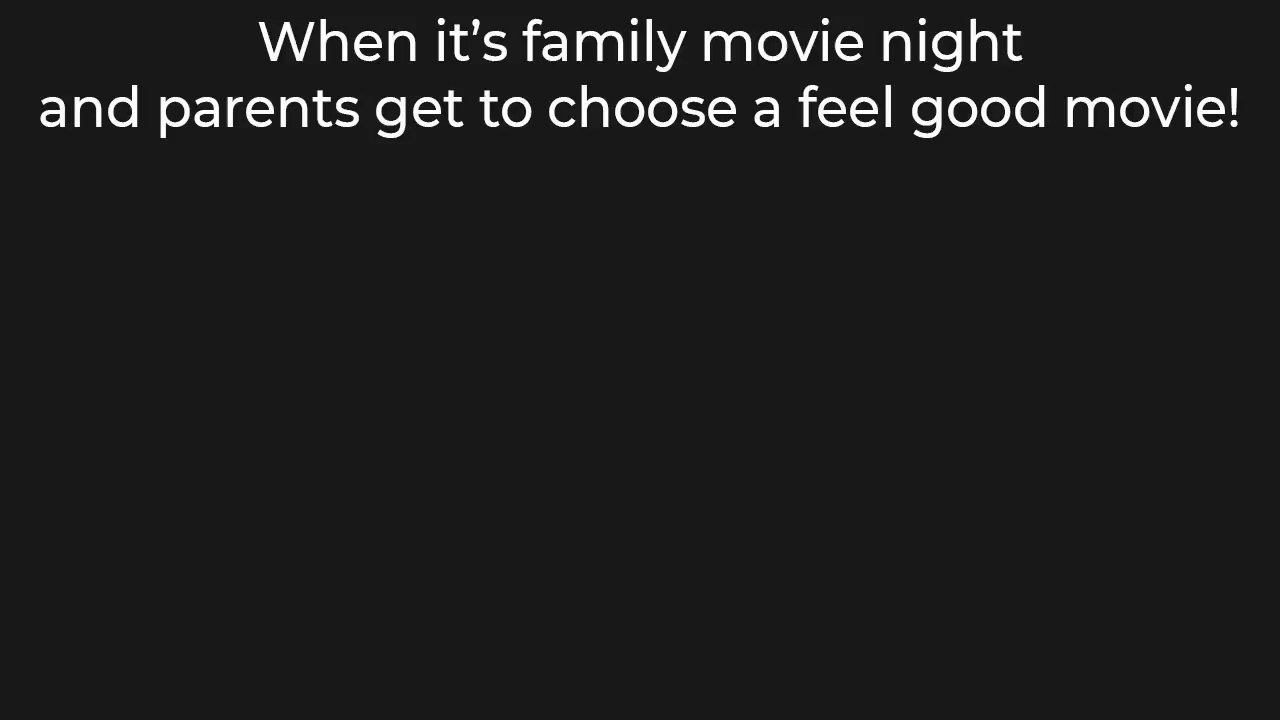 When it’s family movie night
and parents get to choose a feel good movie!